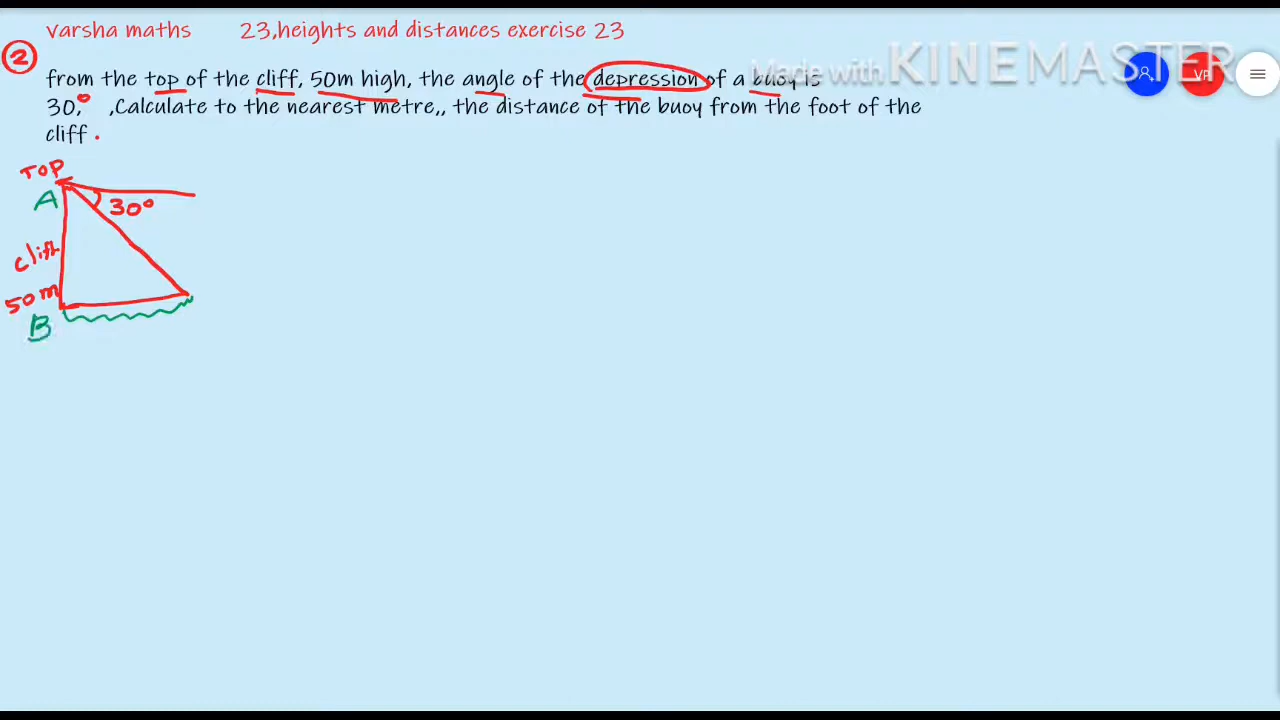 varsha maths 23,heights and distances exercise 23
2
from the top of the cliff, 50m high, the angle of the depression of a buoy is
30° ,Calculate to the nearest metre,, the distance of the buoy from the foot of the
cliff .
Made with KINEMASTER
VP
TOP
A
30°
cliff
50 m
B